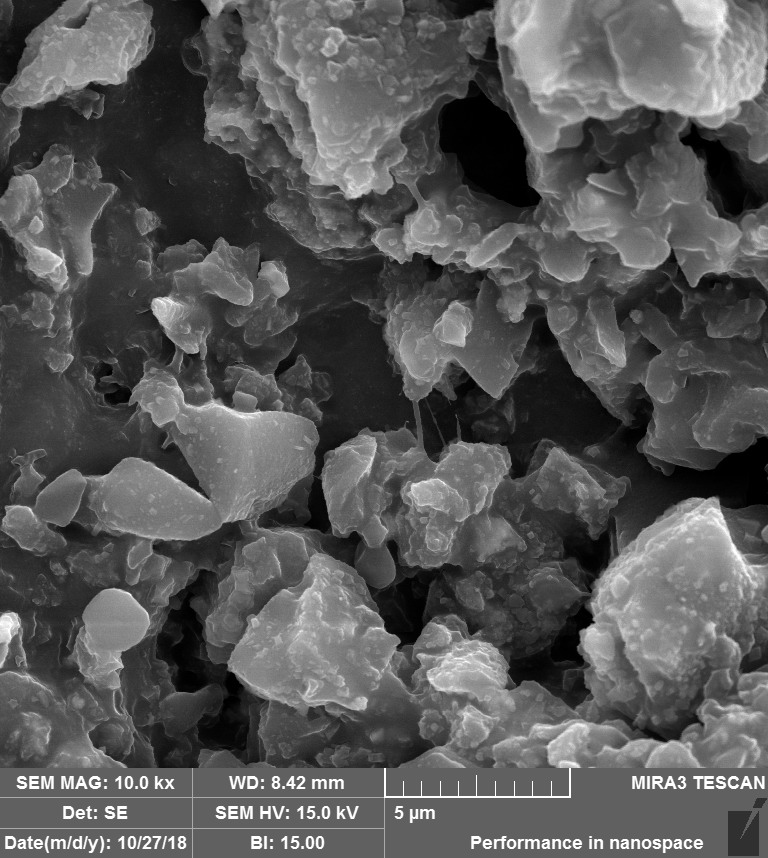 SEM MAG: 10.0 kx
WD: 8.42 mm
MIRA3 TESCAN
Det: SE
SEM HV: 15.0 kV
5 µm
Date(m/d/y): 10/27/18
BI: 15.00
Performance in nanospace